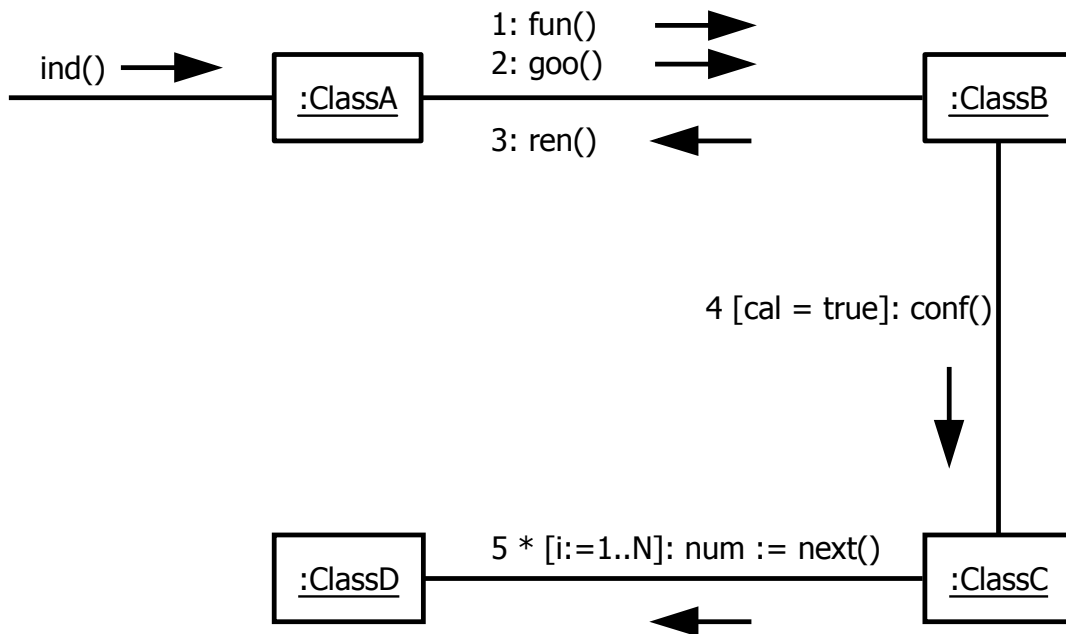 1: fun()
ind()
2: goo()
:ClassA
:ClassB
3: ren()
4 [cal = true]: conf()
5 * [i:=1..N]: num := next()
:ClassD
:ClassC